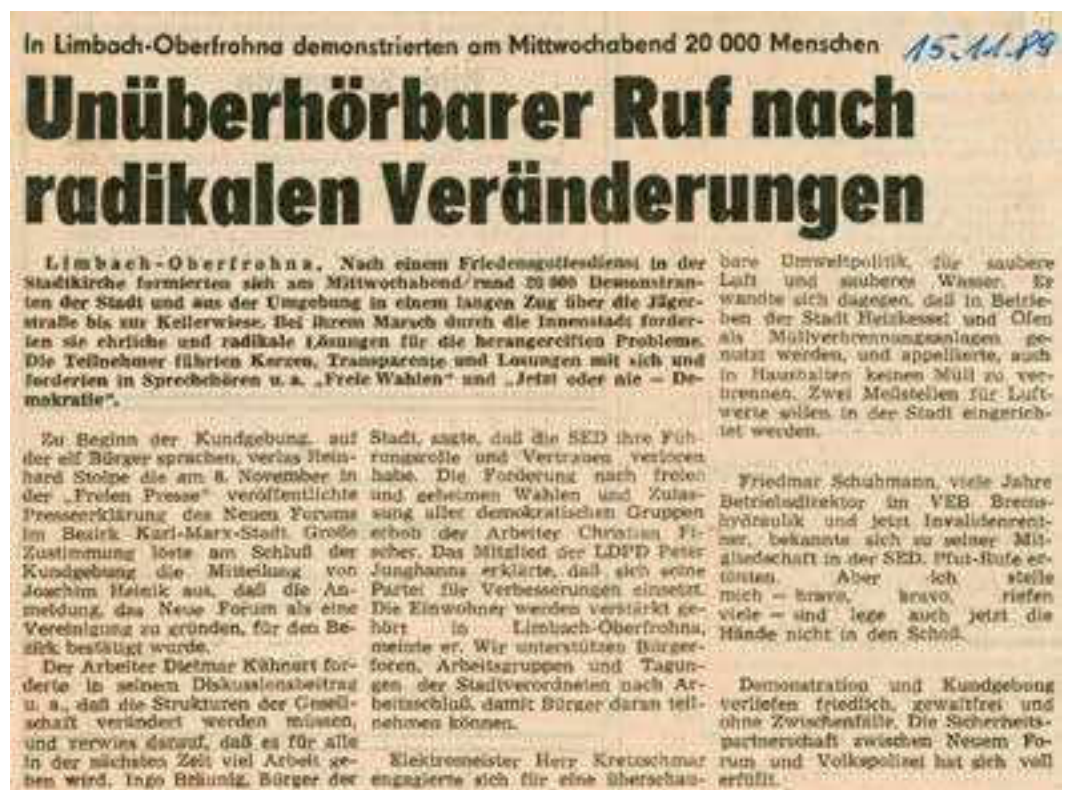 In Limbach-Oberfrohna demonstrierten am Mittwochabend 20 000 Menschen
15.11.89
Unüberhörbarer Ruf nach
radikalen Veränderungen
Limbach-Oberfrohna. Nach einem Friedensgottesdienst in der
Stadtkirche formierten sich am Mittwochabend rund 20 000 Demonstran-
ten der Stadt und aus der Umgebung in einem langen Zug über die Jäger-
straße bis zur Kellerwiese. Bei ihrem Marsch durch die Innenstadt forder-
ten sie ehrliche und radikale Lösungen für die herangereiften Probleme.
Die Teilnehmer führten Kerzen, Transparente und Losungen mit sich und
forderten in Sprechchören u. a. „Freie Wahlen“ und „Jetzt oder nie — De-
mokratie“.
Zu Beginn der Kundgebung, auf
der elf Bürger sprachen, verlas Rein-
hard Stolpe die am 8. November in
der „Freien Presse“ veröffentlichte
Presseerklärung des Neuen Forums
im Bezirk Karl-Marx-Stadt. Große
Zustimmung löste am Schluß der
Kundgebung die Mitteilung von
Joachim aus, daß die An-
meldung, das Neue Forum als eine
Vereinigung zu gründen, für den Be-
zirk bestätigt wurde.
Der Arbeiter Dietmar Kühnert for-
derte in seinem Diskussionsbeitrag
u. a., daß die Strukturen der Gesell-
schaft verändert werden müssen,
und verwies darauf, daß es für alle
in der nächsten Zeit viel Arbeit ge-
ben wird. Ingo Bräunig, Bürger der
Stadt, sagte, daß die SED ihre Füh-
rungsrolle und Vertrauen verloren
habe. Die Forderung nach freien
und geheimen Wahlen und Zulas-
sung aller demokratischen Gruppen
erhob der Arbeiter Christian Fi-
scher. Das Mitglied der LDPD Peter
Junghanns erklärte, daß sich seine
Partei für Verbesserungen einsetzt.
Die Einwohner werden verstärkt ge-
hört in Limbach-Oberfrohna,
meinte er. Wir unterstützen Bürger-
foren, Arbeitsgruppen und Tagun-
gen der Stadtverordneten nach Ar-
beitsschluß, damit Bürger daran teil-
nehmen können.
Elektromeister Herr Kretzschmar
engagierte sich für eine überschau-
bare Umweltpolitik, für saubere
Luft und sauberes Wasser. Er
wandte sich dagegen, daß in Betrie-
ben der Stadt Heizkessel und Öfen
als Müllverbrennungsanlagen ge-
nutzt werden, und appellierte, auch
in Haushalten keinen Müll zu ver-
brennen. Zwei Meßstellen für Luft-
werte sollen in der Stadt eingerich-
tet werden.
Friedmar Schuhmann, viele Jahre
Betriebsdirektor im VEB Brems-
hydraulik und jetzt Invalidenrent-
ner, bekannte sich zu seiner Mit-
gliedschaft in der SED. Pfui-Rufe er-
tönten. Aber ich stelle
mich — bravo, bravo, riefen
viele — und lege auch jetzt die
Hände nicht in den Schoß.
Demonstration und Kundgebung
verliefen friedlich, gewaltfrei und
ohne Zwischenfälle. Die Sicherheits-
partnerschaft zwischen Neuem Fo-
rum und Volkspolizei hat sich voll
erfüllt.